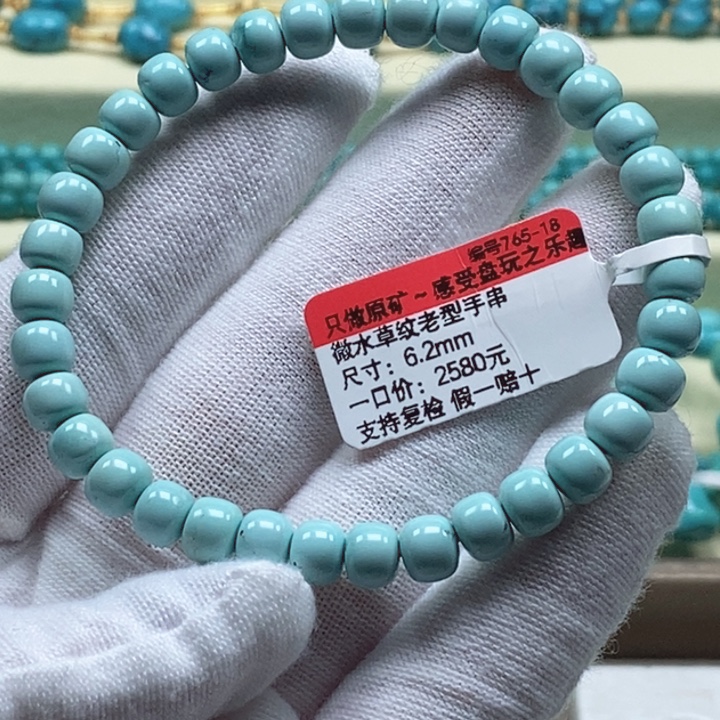 编号765-18
只做原矿~感受盘玩之乐趣
微水草纹老型手串
尺寸：6.2mm
一口价：2580元
支持复检 假一赔十